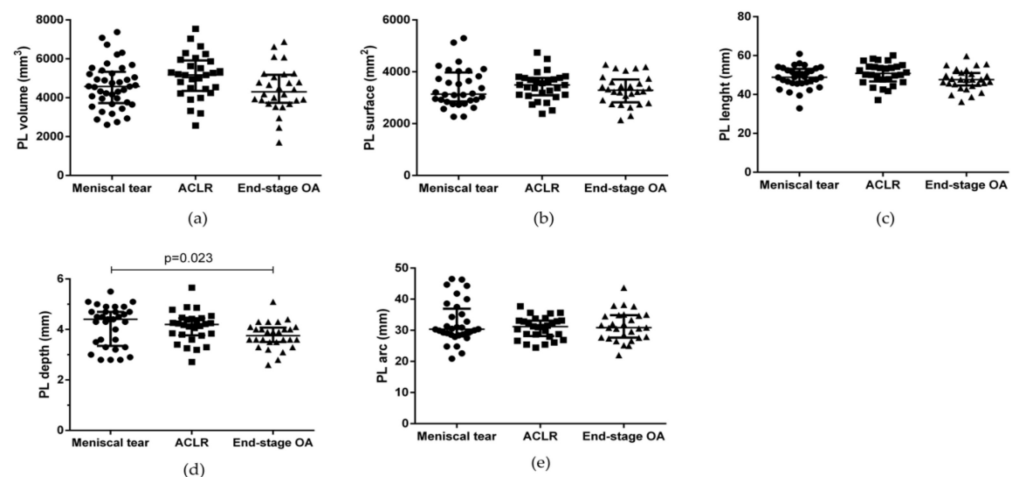 8000
6000
4000
2000
0
PL volume (mm3)
Meniscal tear ACLR End-stage OA
(a)
6000
4000
2000
0
PL surface (mm2)
Meniscal tear ACLR End-stage OA
(b)
80
60
40
20
0
PL lenght (mm)
Meniscal tear ACLR End-stage OA
(c)
p=0.023
6
4
2
0
PL depth (mm)
Meniscal tear ACLR End-stage OA
(d)
50
40
30
20
10
0
PL arc (mm)
Meniscal tear ACLR End-stage OA
(e)